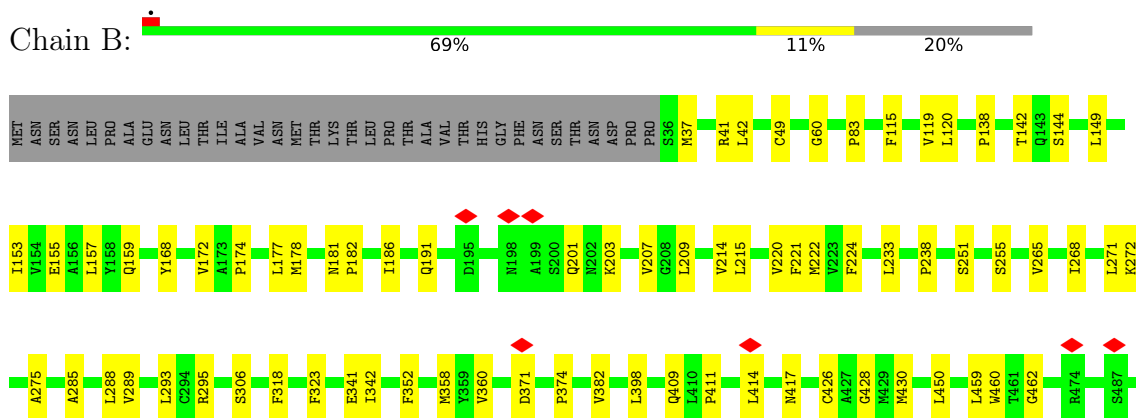 Chain B:
69% 11% 20%
MET ASN SER ASN LEU PRO ALA GLU ASN LEU THR ILE ALA VAL ASN MET THR LYS THR LEU PRO THR ALA VAL THR HIS GLY PHE ASN SER THR ASN ASP PRO PRO S36 M37 R41 L42 C49 G60 P83 F115 V119 L120 P138 T142 Q143 S144 L149
I153 V154 E155 A156 L157 Y158 Q159 Y168 V172 A173 P174 L177 M178 N181 P182 I186 Q191 D195 N198 A199 S200 Q201 N202 K203 V207 G208 L209 V214 L215 V220 F221 M222 V223 F224 L233 P238 S251 S255 V265 I268 L271 K272
A275 A285 L288 V289 L293 C294 R295 S306 F318 F323 E341 I342 F352 M358 Y359 V360 D371 P374 V382 L398 Q409 L410 P411 L414 N417 C426 A427 G428 M429 M430 L450 L459 W460 T461 G462 R474 S487